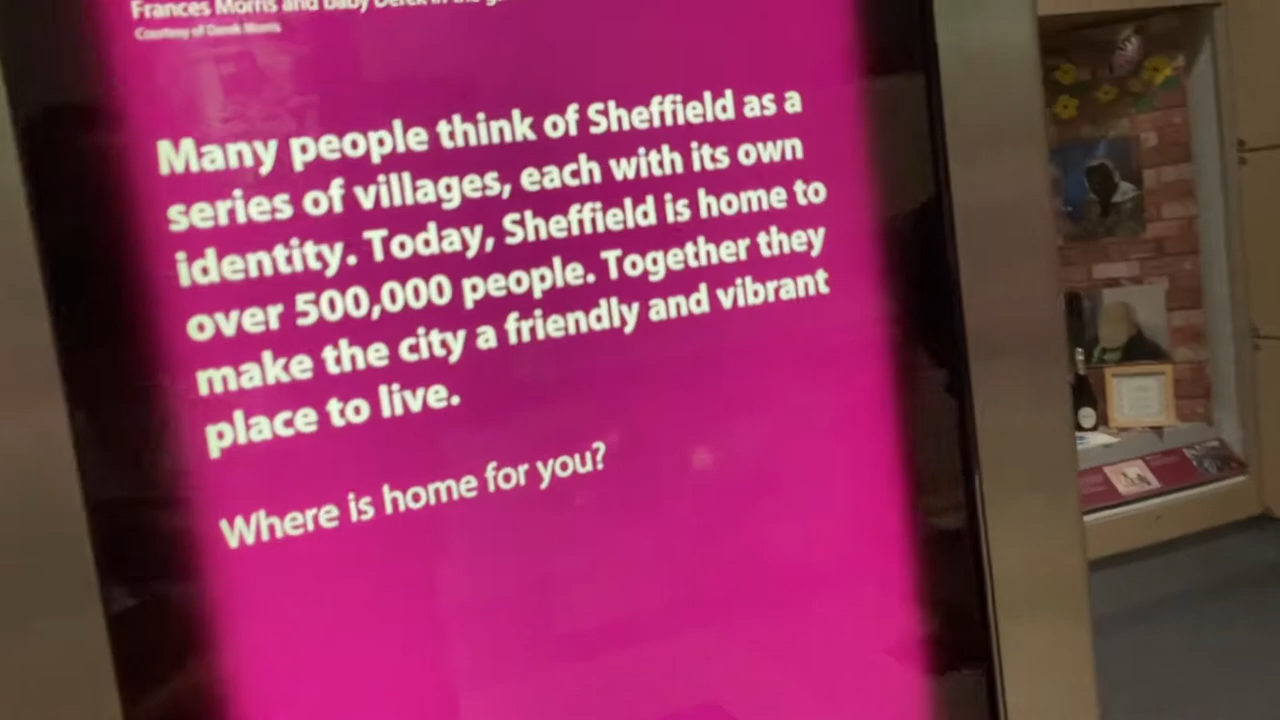 Frances Morris and baby Derek in the
Courtesy of Derek Morris
Many people think of Sheffield as a
series of villages, each with its own
identity. Today, Sheffield is home to
over 500,000 people. Together they
make the city a friendly and vibrant
place to live.
Where is home for you?